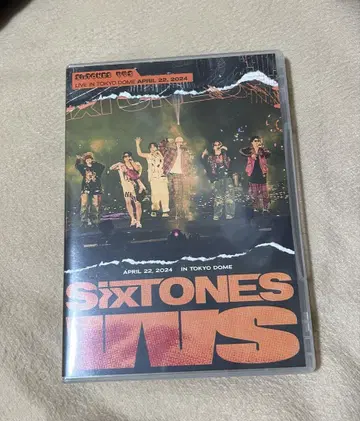 LIVE IN TOKYO DOME APRIL 22, 2024
APRIL 22, 2024 IN TOKYO DOME
SixTONES
VVS